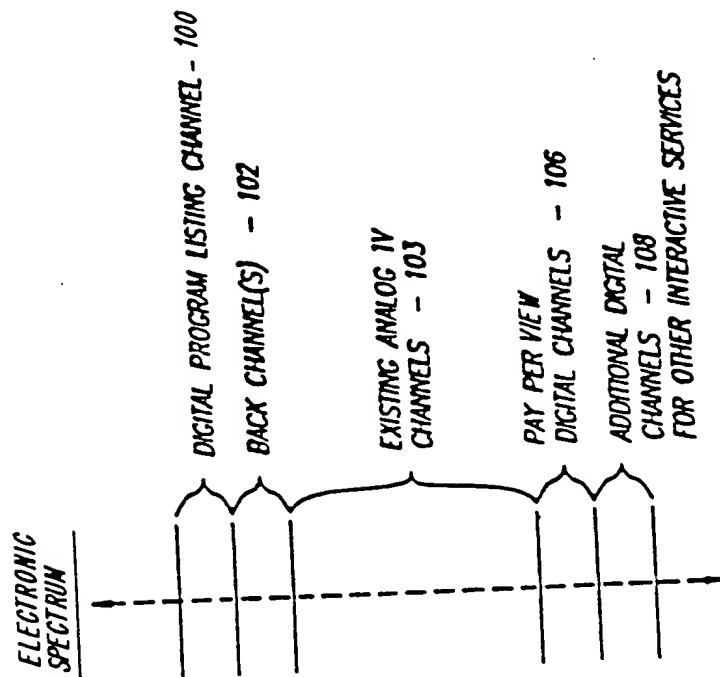 ELECTRONIC
SPECTRUM
DIGITAL PROGRAM LISTING CHANNEL - 100
BACK CHANNEL(S) - 102
EXISTING ANALOG TV
CHANNELS - 103
PAY PER VIEW
DIGITAL CHANNELS - 106
ADDITIONAL DIGITAL
CHANNELS - 108
FOR OTHER INTERACTIVE SERVICES